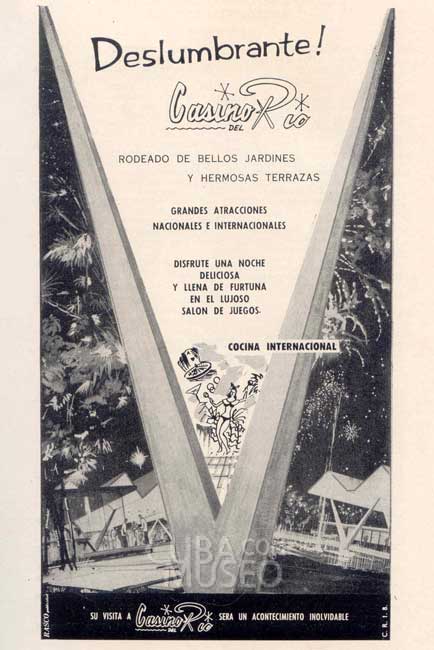 Deslumbrante!
Casino DEL Rio
RODEADO DE BELLOS JARDINES
Y HERMOSAS TERRAZAS
GRANDES ATRACCIONES
NACIONALES E INTERNACIONALES
DISFRUTE UNA NOCHE
DELICIOSA
Y LLENA DE FURTUNA
EN EL LUJOSO
SALON DE JUEGOS.
COCINA INTERNACIONAL
MUSEO
SU VISITA A Casino DEL Rio SERA UN ACONTECIMIENTO INOLVIDABLE
RASCO
C.R.I.B.